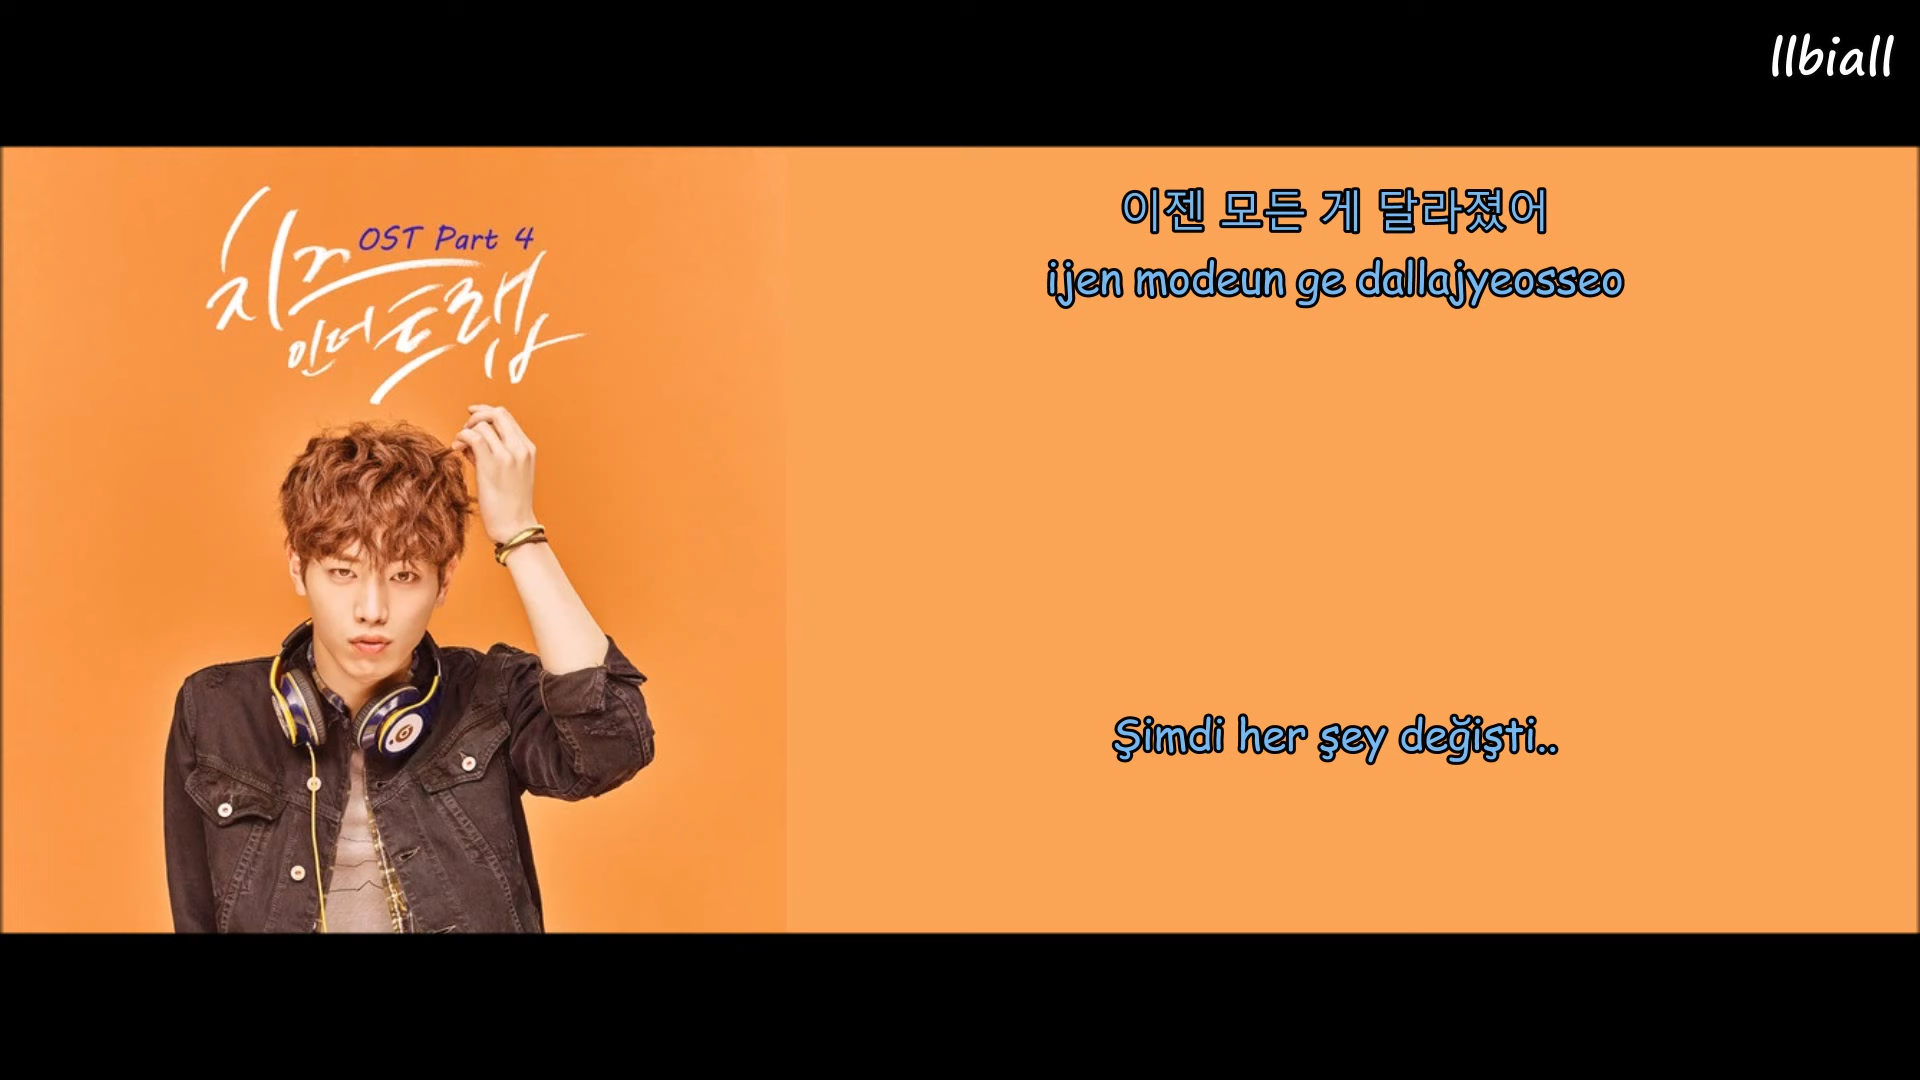 llbiall
치즈
OST Part 4
인더트랩
이젠 모든 게 달라졌어
ijen modeun ge dallajyeosseo
Şimdi her şey değişti..